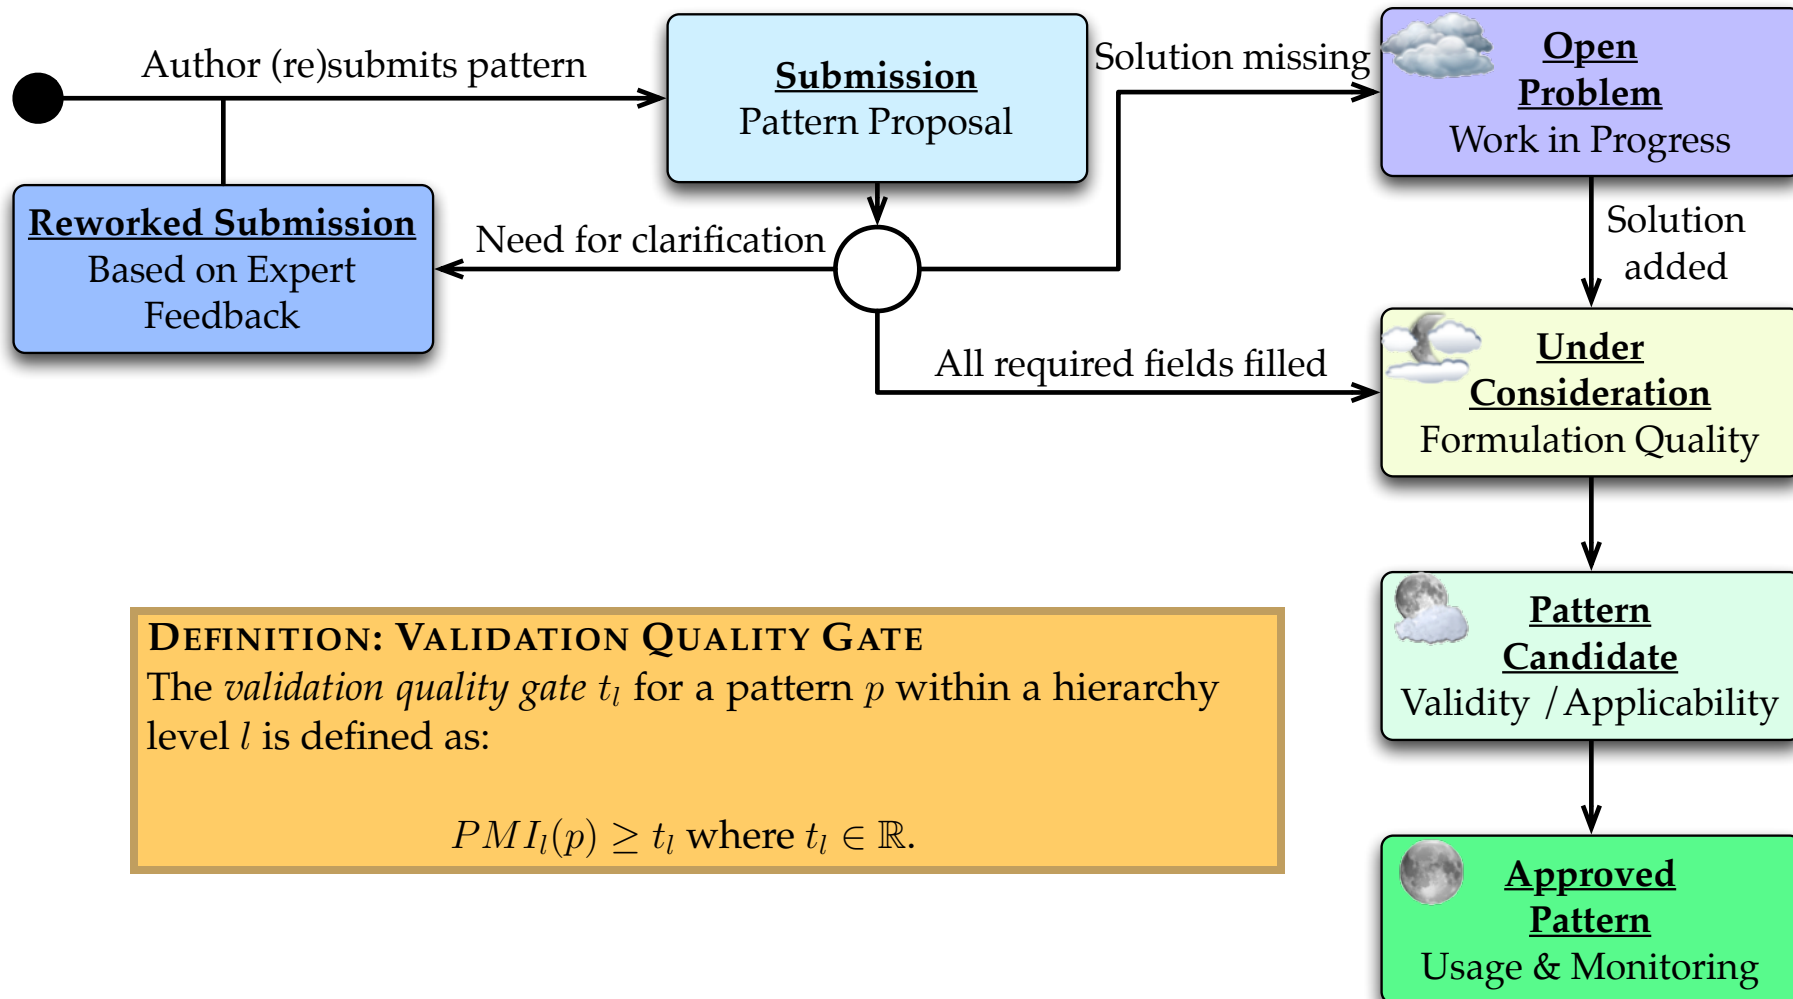 Author (re)submits pattern
Submission
Pattern Proposal
Solution missing
Open
Problem
Work in Progress
Reworked Submission
Based on Expert
Feedback
Need for clarification
Solution
added
All required fields filled
Under
Consideration
Formulation Quality
Pattern
Candidate
Validity / Applicability
DEFINITION: VALIDATION QUALITY GATE
The validation quality gate tₗ for a pattern p within a hierarchy
level l is defined as:
PMIₗ(p) ≥ tₗ where tₗ ∈ ℝ.
Approved
Pattern
Usage & Monitoring